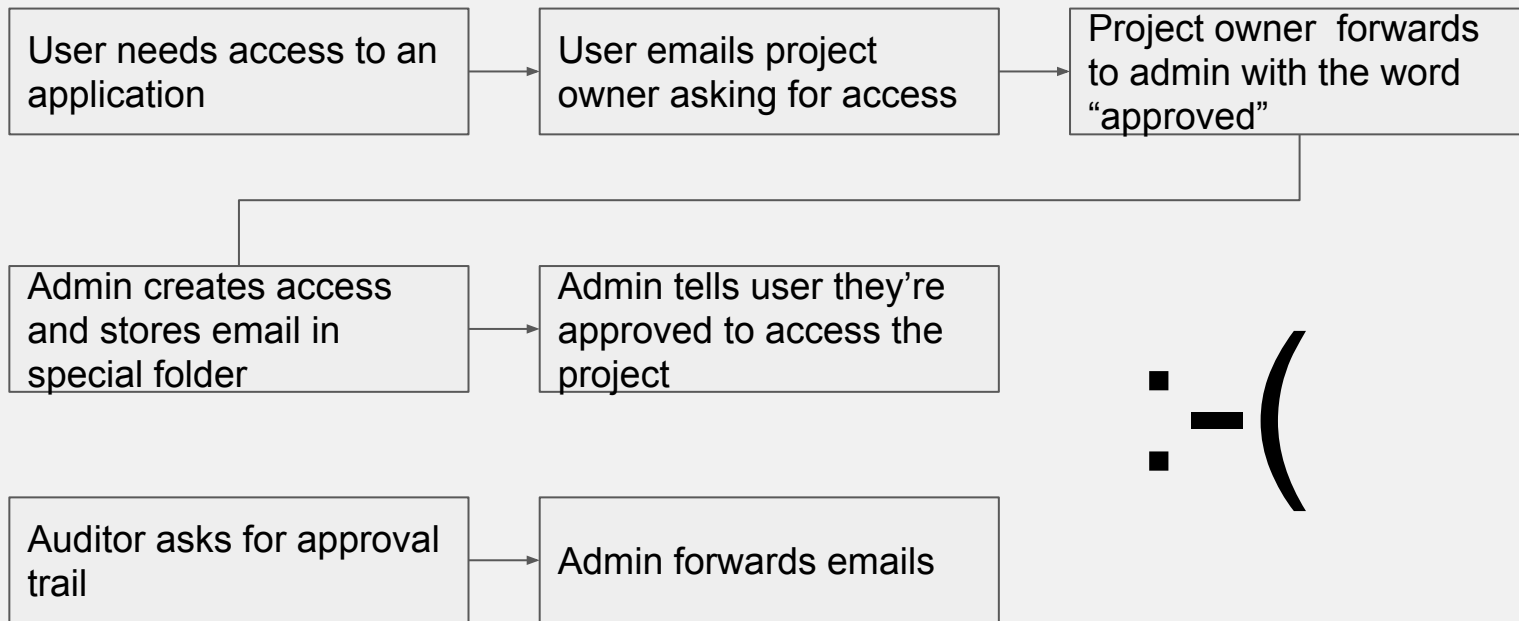 User needs access to an
application
User emails project
owner asking for access
Project owner  forwards
to admin with the word
“approved”
Admin creates access
and stores email in
special folder
Admin tells user they’re
approved to access the
project
:-(
Auditor asks for approval
trail
Admin forwards emails